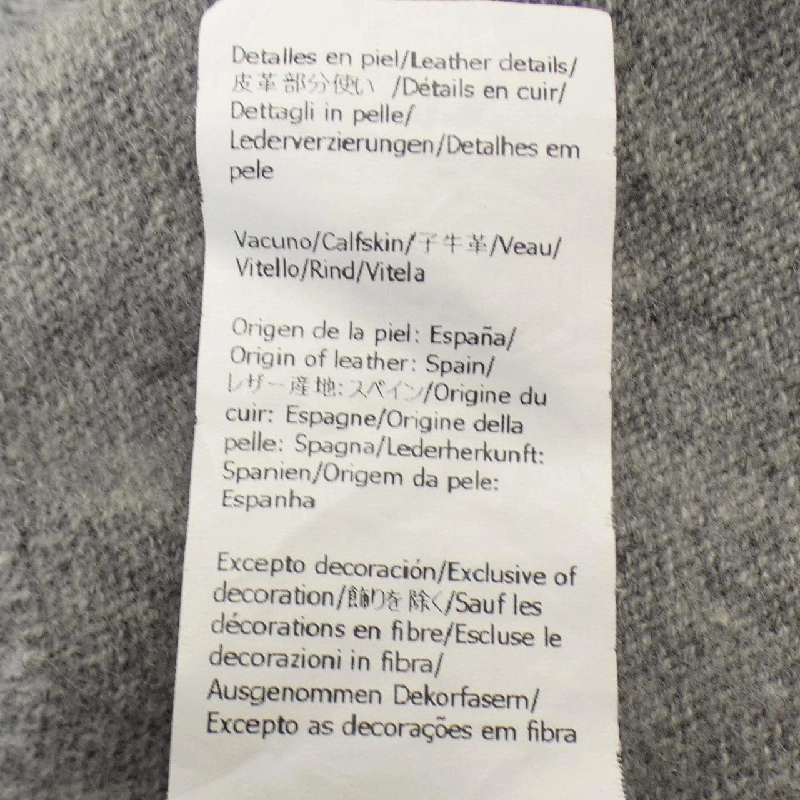 Detalles en piel/Leather details/
皮革部分使い /Détails en cuir/
Dettagli in pelle/
Lederverzierungen/Detalhes em
pele
Vacuno/Calfskin/子牛革/Veau/
Vitello/Rind/Vitela
Origen de la piel: España/
Origin of leather: Spain/
レザー産地:スペイン/Origine du
cuir: Espagne/Origine della
pelle: Spagna/Lederherkunft:
Spanien/Origem da pele:
Espanha
Excepto decoración/Exclusive of
decoration/飾りを除く/Sauf les
décorations en fibre/Escluse le
decorazioni in fibra/
Ausgenommen Dekorfasern/
Excepto as decorações em fibra